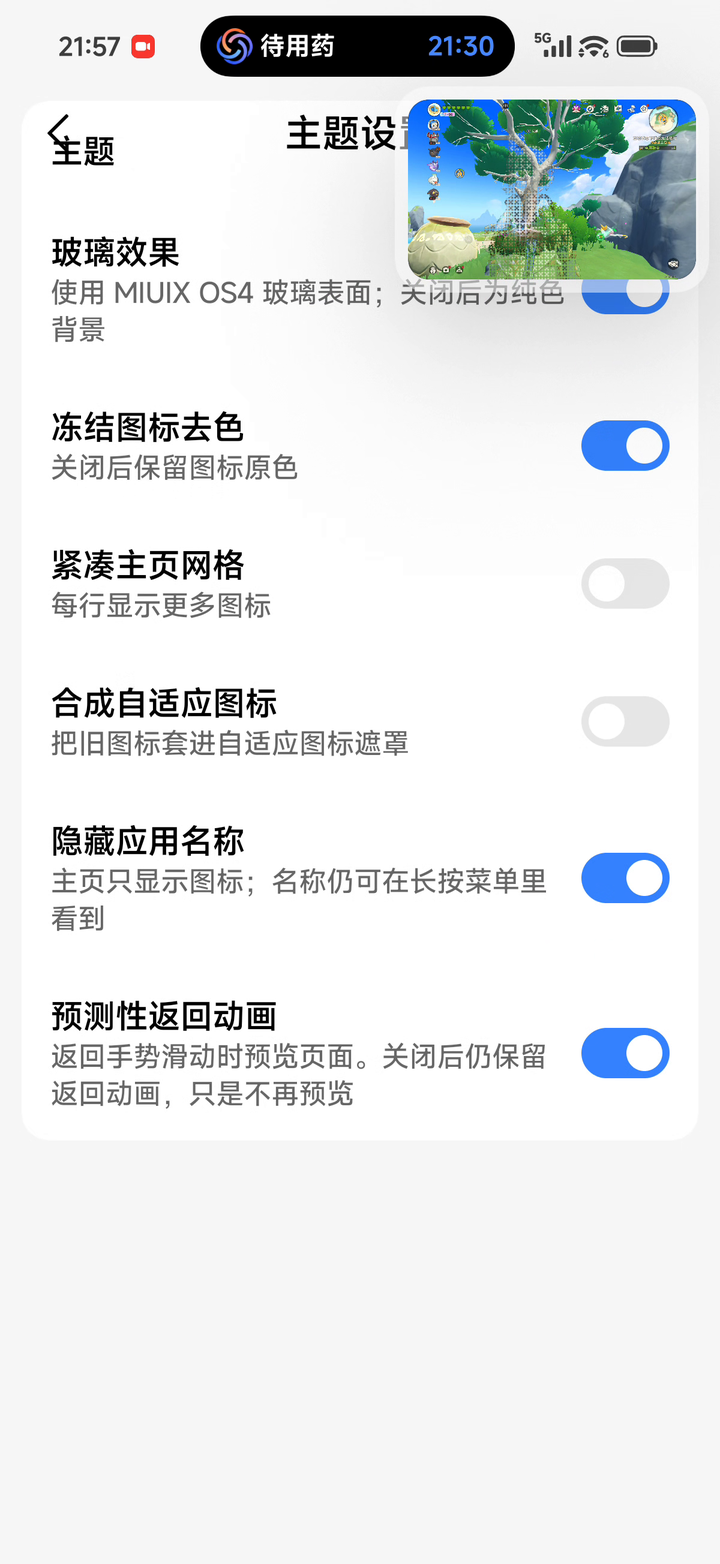 21:57
待用药
21:30
5G
6
主题设
主题
玻璃效果
使用 MIUIX OS4 玻璃表面；关闭后为纯色
背景
冻结图标去色
关闭后保留图标原色
紧凑主页网格
每行显示更多图标
合成自适应图标
把旧图标套进自适应图标遮罩
隐藏应用名称
主页只显示图标；名称仍可在长按菜单里
看到
预测性返回动画
返回手势滑动时预览页面。关闭后仍保留
返回动画，只是不再预览